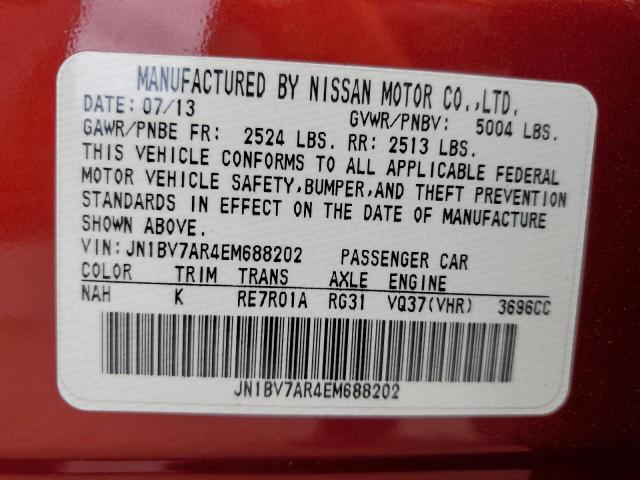 MANUFACTURED BY NISSAN MOTOR CO.,LTD.
DATE: 07/13 GVWR/PNBV: 5004 LBS.
GAWR/PNBE FR: 2524 LBS. RR: 2513 LBS.
THIS VEHICLE CONFORMS TO ALL APPLICABLE FEDERAL
MOTOR VEHICLE SAFETY,BUMPER,AND THEFT PREVENTION
STANDARDS IN EFFECT ON THE DATE OF MANUFACTURE
SHOWN ABOVE.
VIN:JN1BV7AR4EM688202 PASSENGER CAR
COLOR TRIM TRANS AXLE ENGINE
NAH K RE7R01A RG31 VQ37(VHR) 3696CC
JN1BV7AR4EM688202